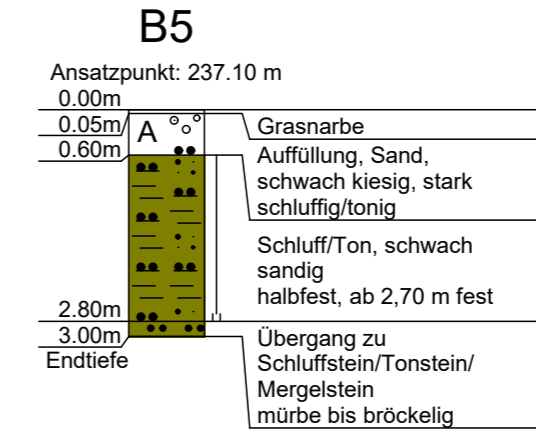 B5
Ansatzpunkt: 237.10 m
0.00m
0.05m
A
Grasnarbe
0.60m
Auffüllung, Sand,
schwach kiesig, stark
schluffig/tonig
Schluff/Ton, schwach
sandig
halbfest, ab 2,70 m fest
2.80m
3.00m
Endtiefe
Übergang zu
Schluffstein/Tonstein/
Mergelstein
mürbe bis bröckelig